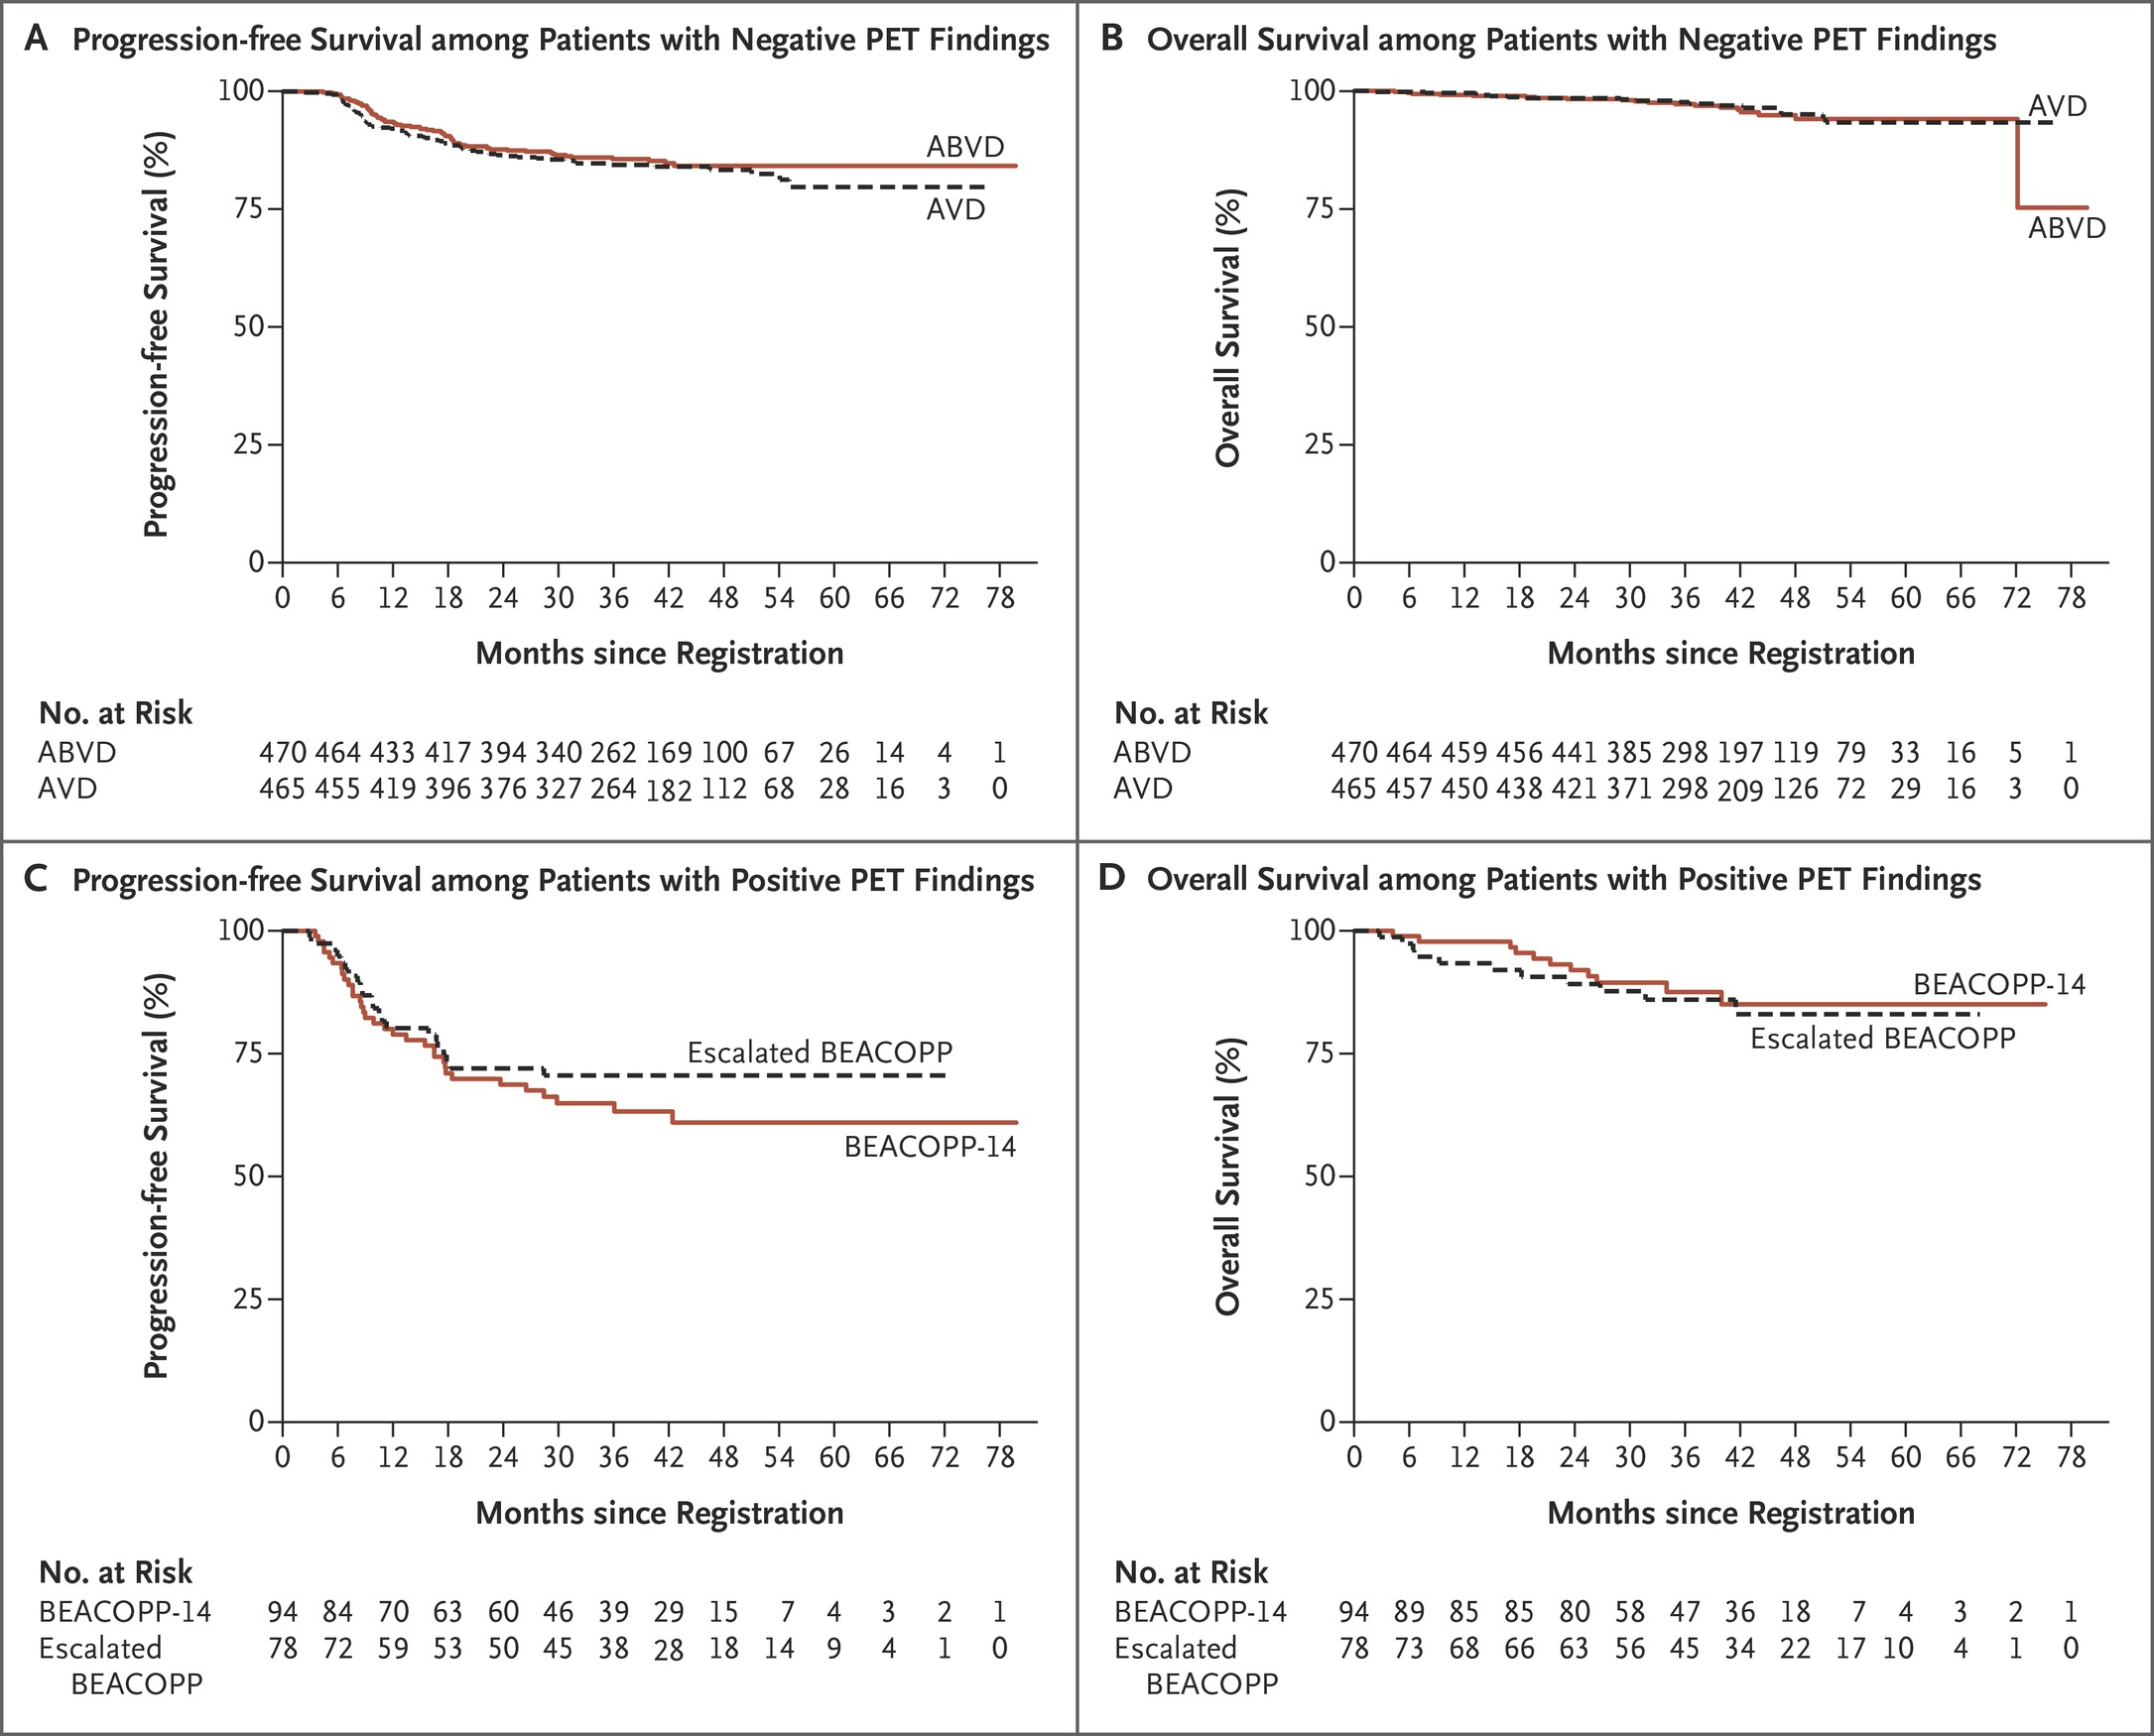 A Progression-free Survival among Patients with Negative PET Findings
Progression-free Survival (%)
100
75
50
25
0
ABVD
AVD
0 6 12 18 24 30 36 42 48 54 60 66 72 78
Months since Registration
No. at Risk
ABVD 470 464 433 417 394 340 262 169 100 67 26 14 4 1
AVD 465 455 419 396 376 327 264 182 112 68 28 16 3 0
B Overall Survival among Patients with Negative PET Findings
Overall Survival (%)
100
75
50
25
0
AVD
ABVD
0 6 12 18 24 30 36 42 48 54 60 66 72 78
Months since Registration
No. at Risk
ABVD 470 464 459 456 441 385 298 197 119 79 33 16 5 1
AVD 465 457 450 438 421 371 298 209 126 72 29 16 3 0
C Progression-free Survival among Patients with Positive PET Findings
Progression-free Survival (%)
100
75
50
25
0
Escalated BEACOPP
BEACOPP-14
0 6 12 18 24 30 36 42 48 54 60 66 72 78
Months since Registration
No. at Risk
BEACOPP-14 94 84 70 63 60 46 39 29 15 7 4 3 2 1
Escalated 78 72 59 53 50 45 38 28 18 14 9 4 1 0
BEACOPP
D Overall Survival among Patients with Positive PET Findings
Overall Survival (%)
100
75
50
25
0
BEACOPP-14
Escalated BEACOPP
0 6 12 18 24 30 36 42 48 54 60 66 72 78
Months since Registration
No. at Risk
BEACOPP-14 94 89 85 85 80 58 47 36 18 7 4 3 2 1
Escalated 78 73 68 66 63 56 45 34 22 17 10 4 1 0
BEACOPP